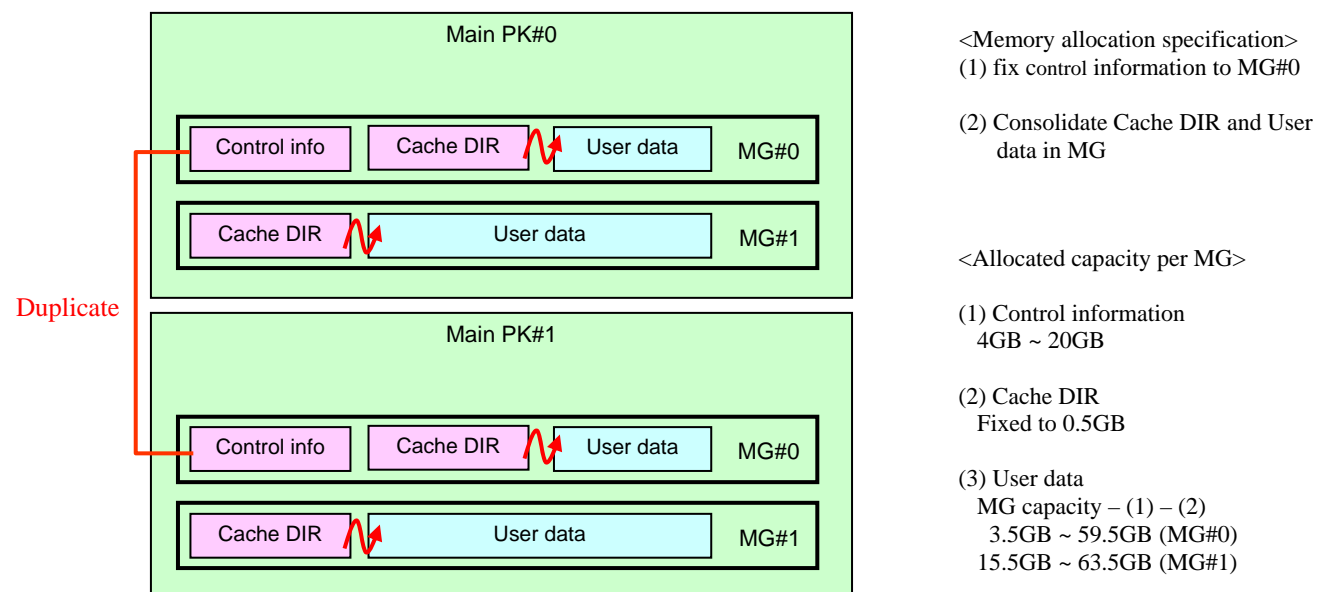 Main PK#0
Control info
Cache DIR
User data
MG#0
Cache DIR
User data
MG#1
Duplicate
Main PK#1
Control info
Cache DIR
User data
MG#0
Cache DIR
User data
MG#1
<Memory allocation specification>
(1) fix control information to MG#0
(2) Consolidate Cache DIR and User
data in MG
<Allocated capacity per MG>
(1) Control information
4GB ~ 20GB
(2) Cache DIR
Fixed to 0.5GB
(3) User data
MG capacity – (1) – (2)
3.5GB ~ 59.5GB (MG#0)
15.5GB ~ 63.5GB (MG#1)